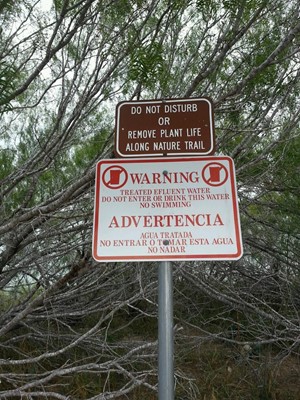 DO NOT DISTURB
OR
REMOVE PLANT LIFE
ALONG NATURE TRAIL
WARNING
TREATED EFLUENT WATER
DO NOT ENTER OR DRINK THIS WATER
NO SWIMMING
ADVERTENCIA
AGUA TRATADA
NO ENTRAR O TOMAR ESTA AGUA
NO NADAR